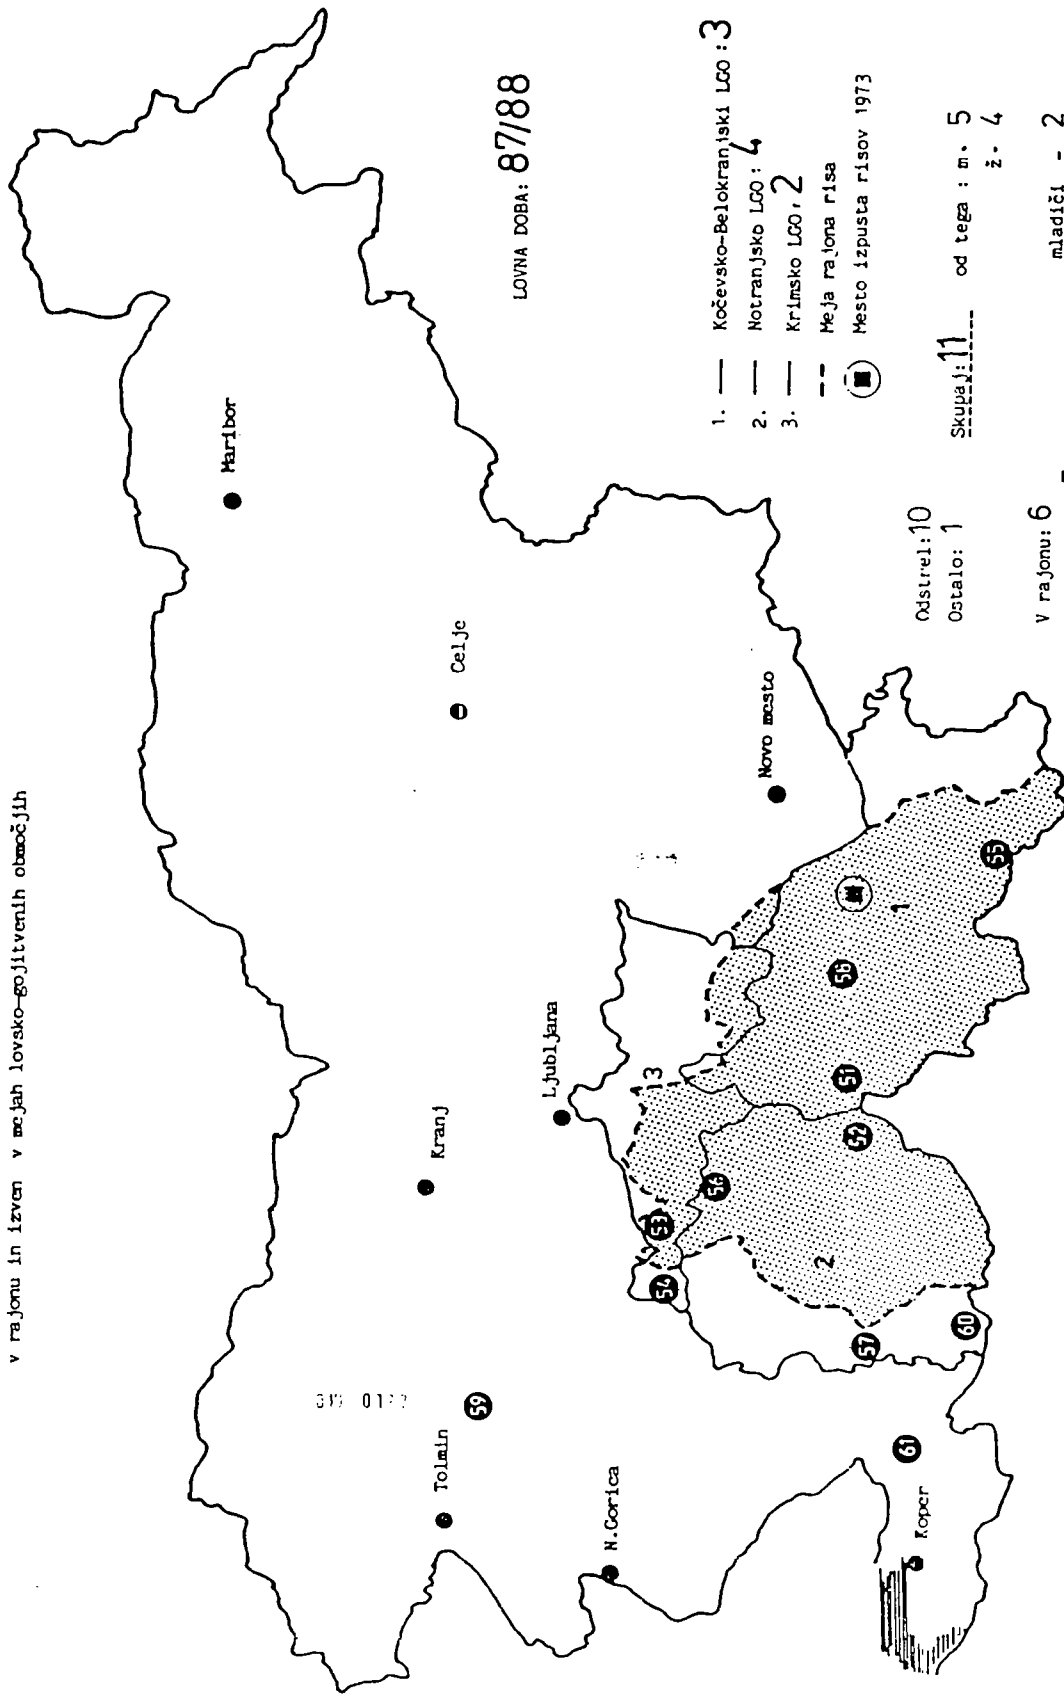 v rajonu in izven v mejah lovsko-gojitvenih območjih
LOVNA DOBA: 87/88
Maribor
Celje
Novo mesto
Kranj
Ljubljana
Tolmin
N.Gorica
Koper
1. — Kočevsko-Belokranjski LGO: 3
2. — Notranjsko LGO: 4
3. — Krimsko LGO: 2
Meja rajona risa
Mesto izpusta risov 1973
Odstrel: 10
Ostalo: 1
Skupaj: 11 od tega: m. 5
ž. 4
mladiči - 2
V rajonu: 6
59
54
53
56
13
2
57
60
61
52
51
58
1
55